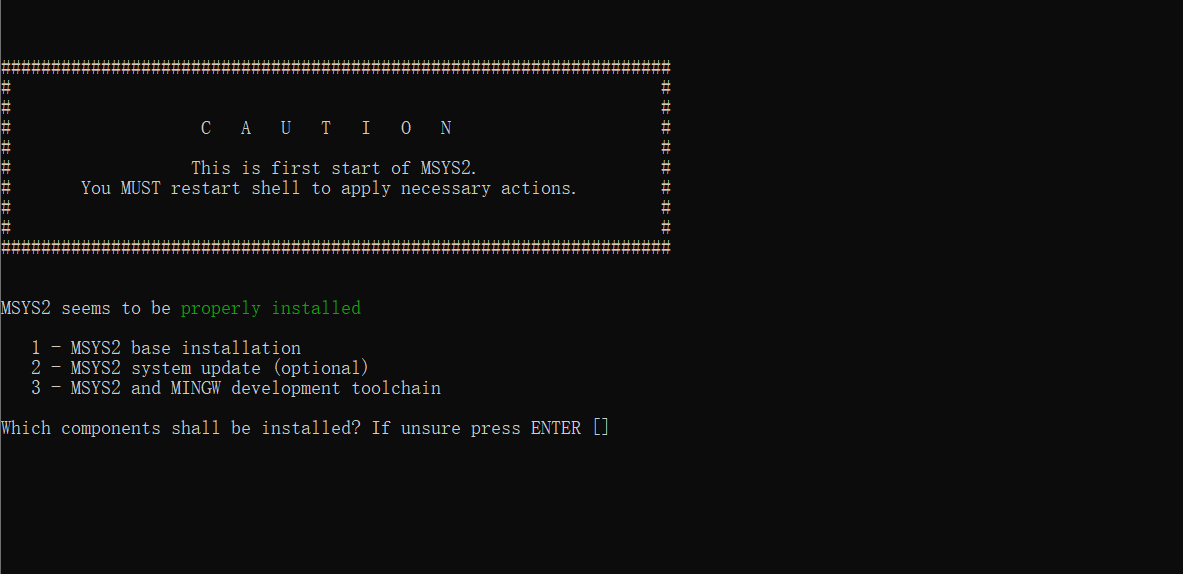 ###################################################################
#                                                                 #
#                                                                 #
#                   C   A   U   T   I   O   N                     #
#                                                                 #
#                  This is first start of MSYS2.                  #
#       You MUST restart shell to apply necessary actions.        #
#                                                                 #
#                                                                 #
###################################################################
MSYS2 seems to be properly installed
1 - MSYS2 base installation
2 - MSYS2 system update (optional)
3 - MSYS2 and MINGW development toolchain
Which components shall be installed? If unsure press ENTER []